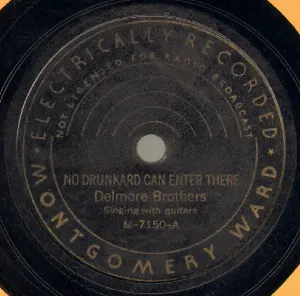 ELECTRICALLY RECORDED
NOT LICENSED FOR RADIO BROADCAST
NO DRUNKARD CAN ENTER THERE
Delmore Brothers
Singing with guitars
M-7150-A
MONTGOMERY WARD